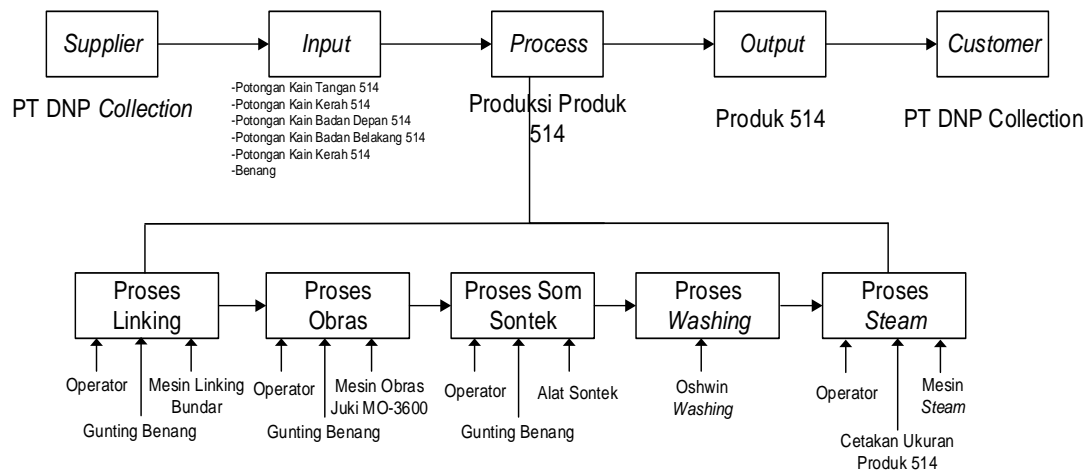 Supplier
Input
Process
Output
Customer
PT DNP Collection
-Potongan Kain Tangan 514
-Potongan Kain Kerah 514
-Potongan Kain Badan Depan 514
-Potongan Kain Badan Belakang 514
-Potongan Kain Kerah 514
-Benang
Produksi Produk
514
Produk 514
PT DNP Collection
Proses
Linking
Proses
Obras
Proses Som
Sontek
Proses
Washing
Proses
Steam
Operator
Gunting Benang
Mesin Linking
Bundar
Operator
Gunting Benang
Mesin Obras
Juki MO-3600
Operator
Gunting Benang
Alat Sontek
Oshwin
Washing
Operator
Cetakan Ukuran
Produk 514
Mesin
Steam